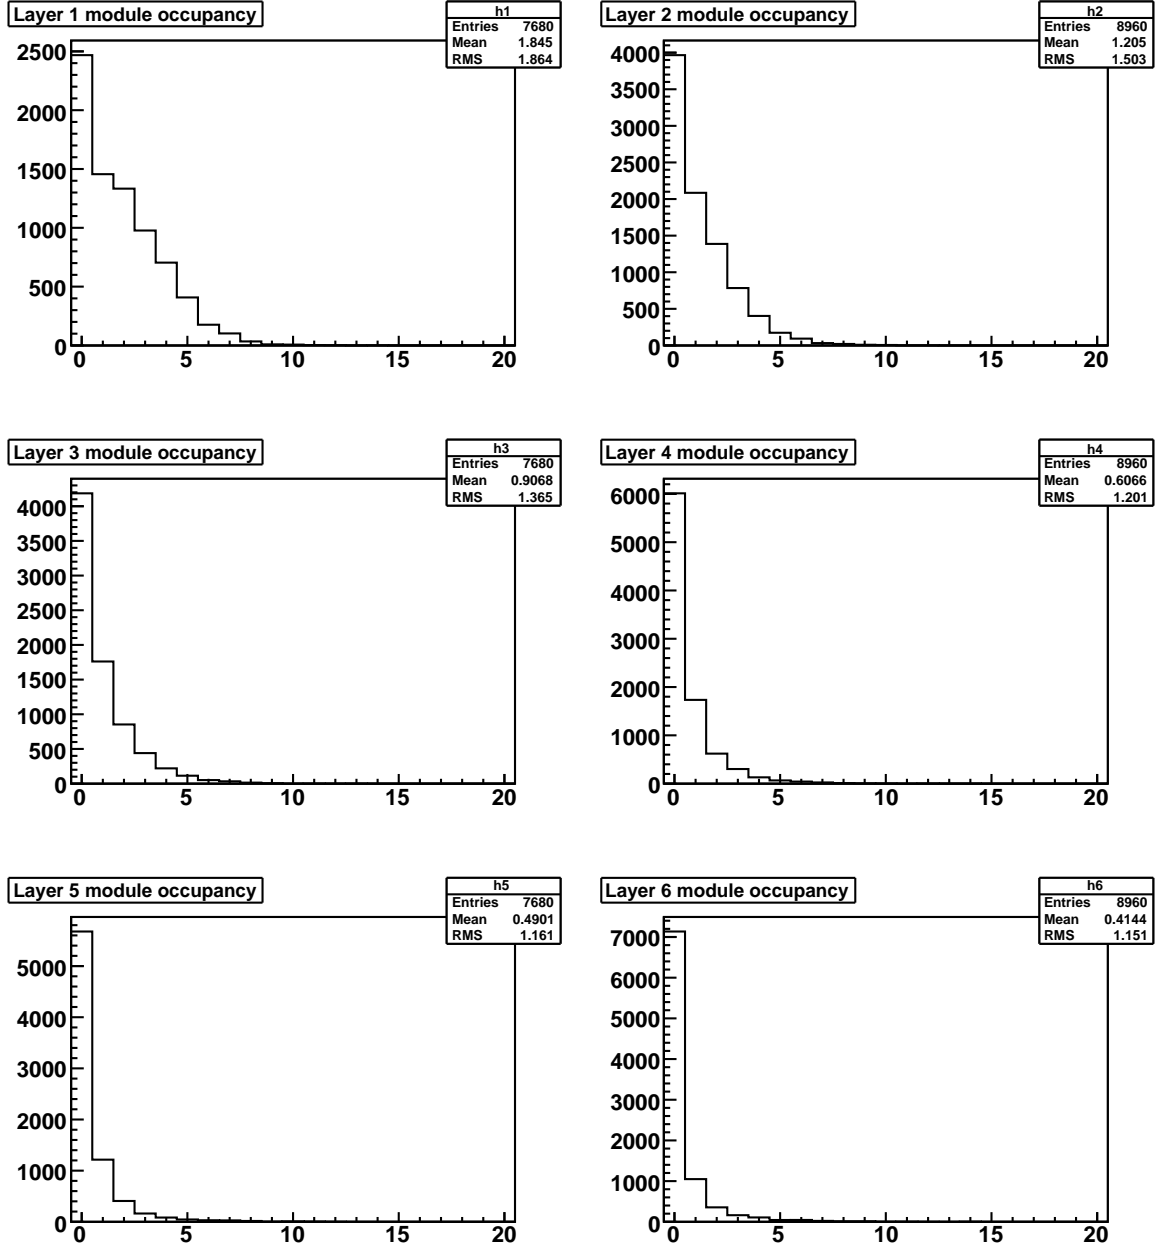 Layer 1 module occupancy
h1
Entries 7680
Mean 1.845
RMS 1.864
2500
2000
1500
1000
500
0
0 5 10 15 20
Layer 2 module occupancy
h2
Entries 8960
Mean 1.205
RMS 1.503
4000
3500
3000
2500
2000
1500
1000
500
0
0 5 10 15 20
Layer 3 module occupancy
h3
Entries 7680
Mean 0.9068
RMS 1.365
4000
3500
3000
2500
2000
1500
1000
500
0
0 5 10 15 20
Layer 4 module occupancy
h4
Entries 8960
Mean 0.6066
RMS 1.201
6000
5000
4000
3000
2000
1000
0
0 5 10 15 20
Layer 5 module occupancy
h5
Entries 7680
Mean 0.4901
RMS 1.161
5000
4000
3000
2000
1000
0
0 5 10 15 20
Layer 6 module occupancy
h6
Entries 8960
Mean 0.4144
RMS 1.151
7000
6000
5000
4000
3000
2000
1000
0
0 5 10 15 20